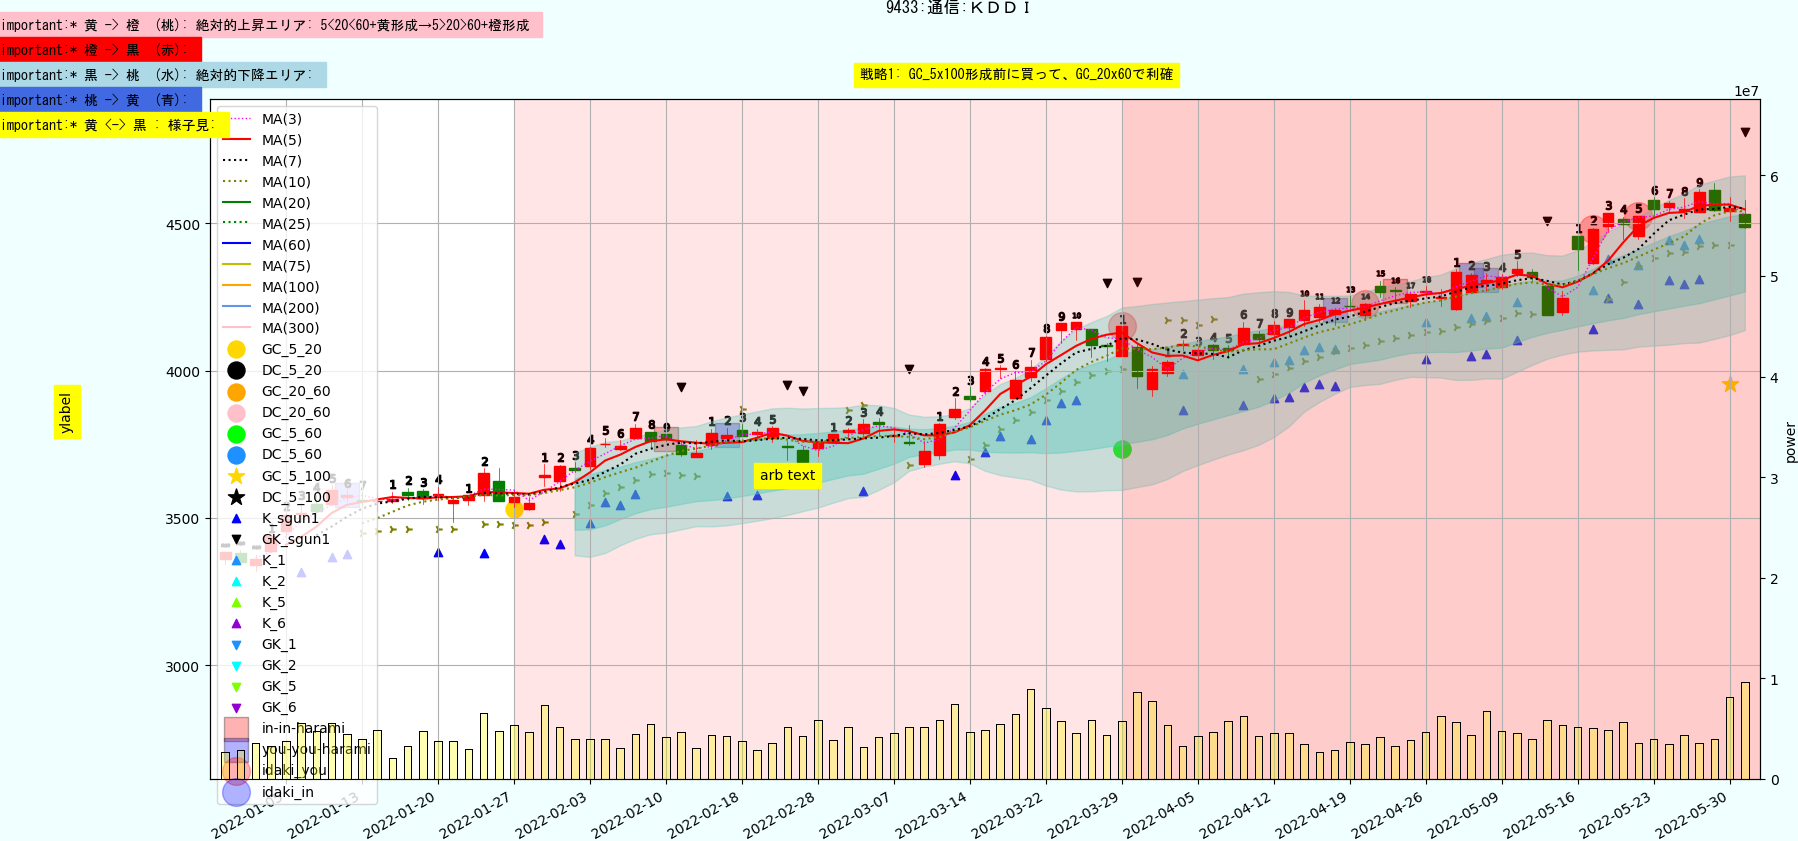 9433:通信:ＫＤＤＩ
important:* 黄 -> 橙 (桃): 絶対的上昇エリア: 5<20<60+黄形成→5>20>60+橙形成
important:* 橙 -> 黒 (赤):
important:* 黒 -> 桃 (水): 絶対的下降エリア:
戦略1: GC_5x100形成前に買って、GC_20x60で利確
important:* 桃 -> 黄 (青):
important:* 黄 <-> 黒 : 様子見:
1e7
MA(3)
MA(5)
MA(7)
MA(10)
MA(20)
MA(25)
MA(60)
MA(75)
MA(100)
MA(200)
MA(300)
GC_5_20
DC_5_20
GC_20_60
DC_20_60
GC_5_60
DC_5_60
GC_5_100
DC_5_100
K_sgun1
GK_sgun1
K_1
K_2
K_5
K_6
GK_1
GK_2
GK_5
GK_6
in-in-harami
you-you-harami
idaki_you
idaki_in
ylabel
4500
4000
3500
3000
arb text
power
6
5
4
3
2
1
0
2022-01-13
2022-01-20
2022-01-27
2022-02-03
2022-02-10
2022-02-18
2022-02-28
2022-03-07
2022-03-14
2022-03-22
2022-03-29
2022-04-05
2022-04-12
2022-04-19
2022-04-26
2022-05-09
2022-05-16
2022-05-23
2022-05-30